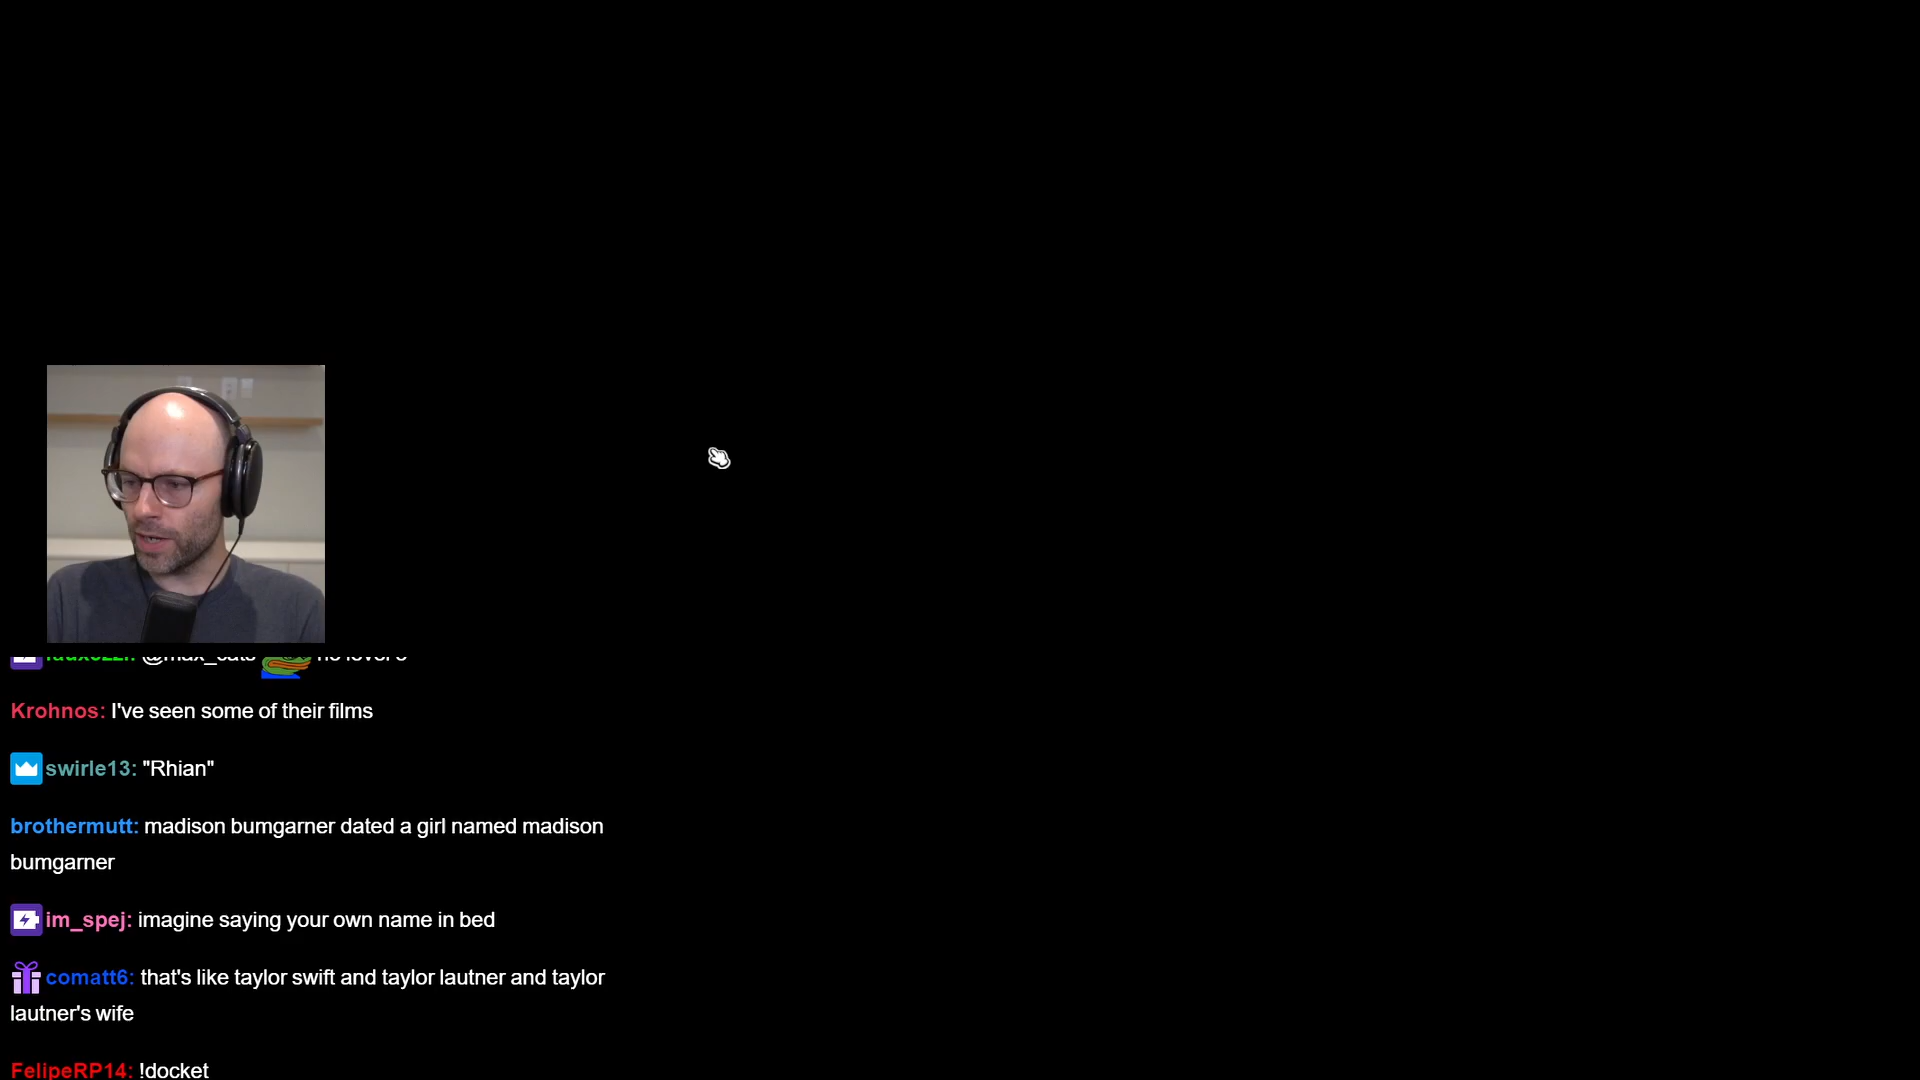 @max_cats
Krohnos: I've seen some of their films
swirle13: "Rhian"
brothermutt: madison bumgarner dated a girl named madison
bumgarner
im_spej: imagine saying your own name in bed
comatt6: that's like taylor swift and taylor lautner and taylor
lautner's wife
FelipeRP14: !docket